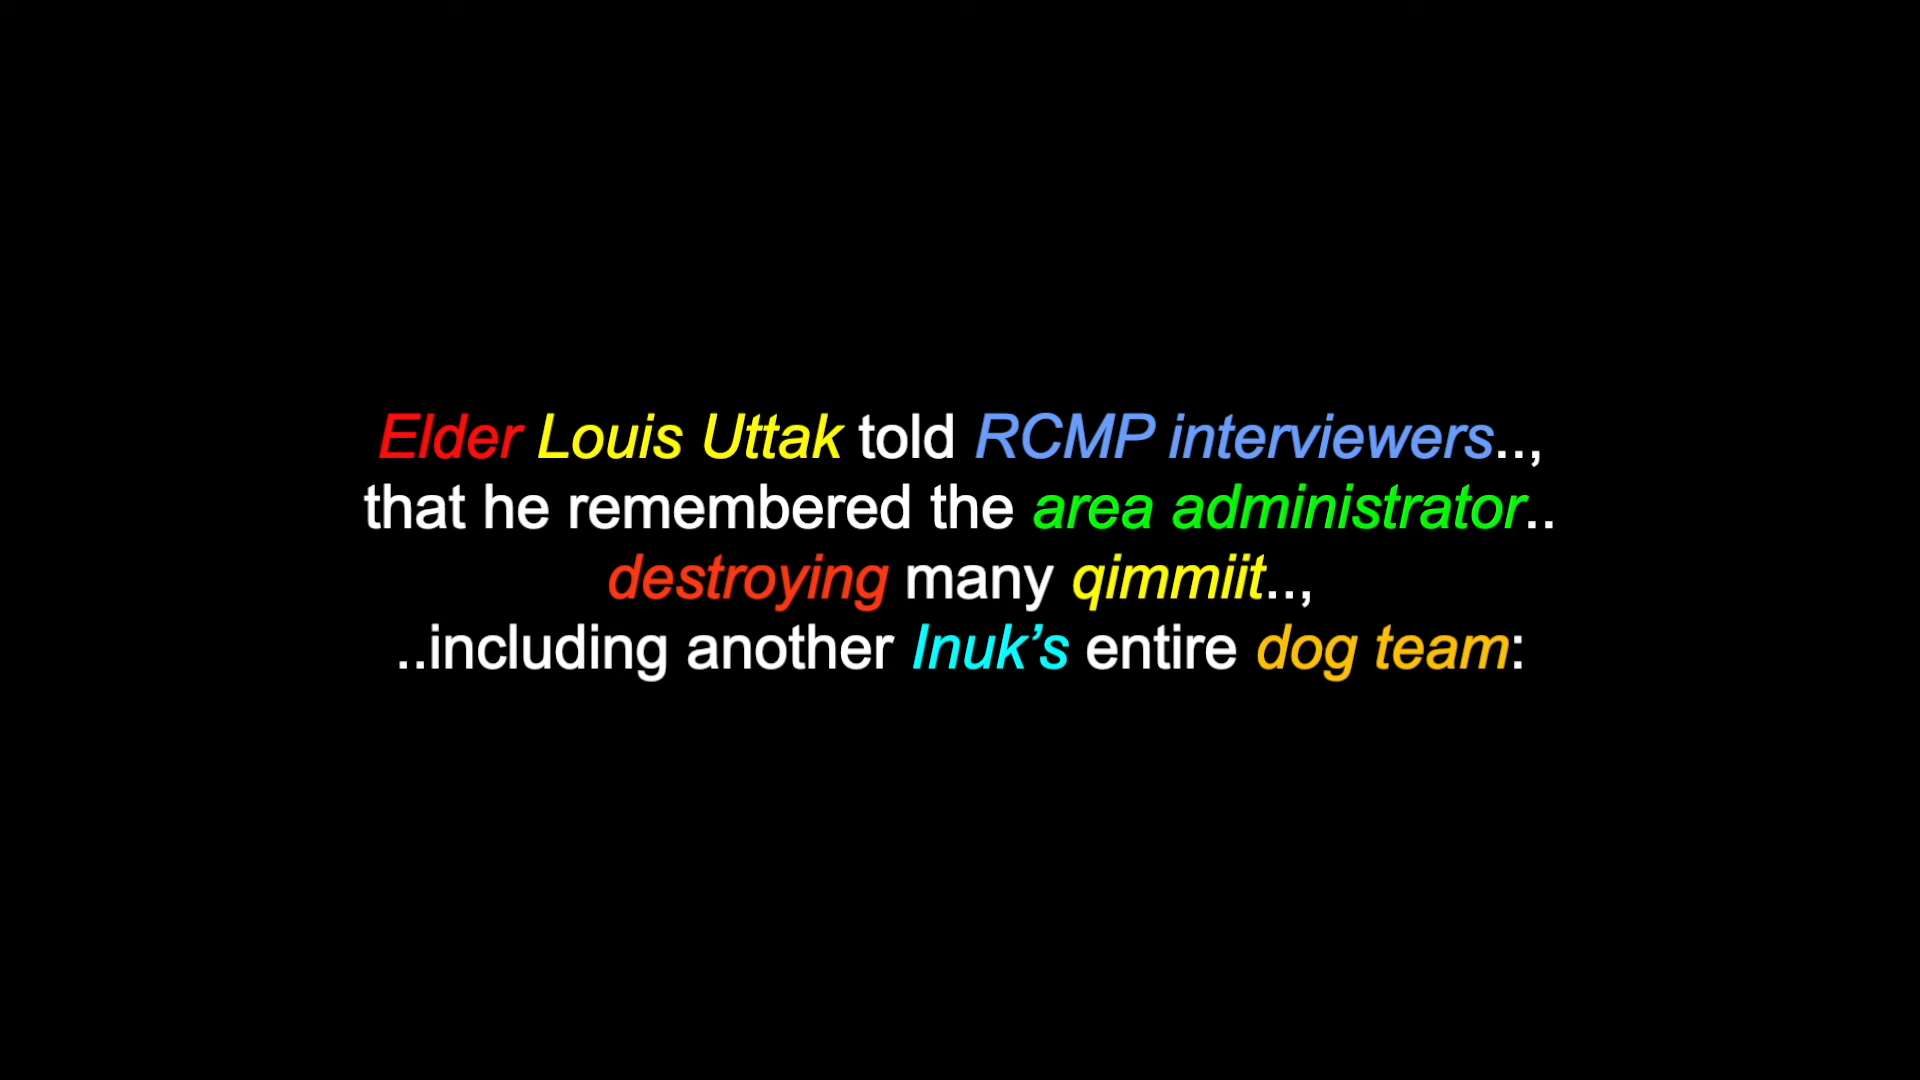 Elder Louis Uttak told RCMP interviewers..,
that he remembered the area administrator..
destroying many qimmiit..,
..including another Inuk’s entire dog team: